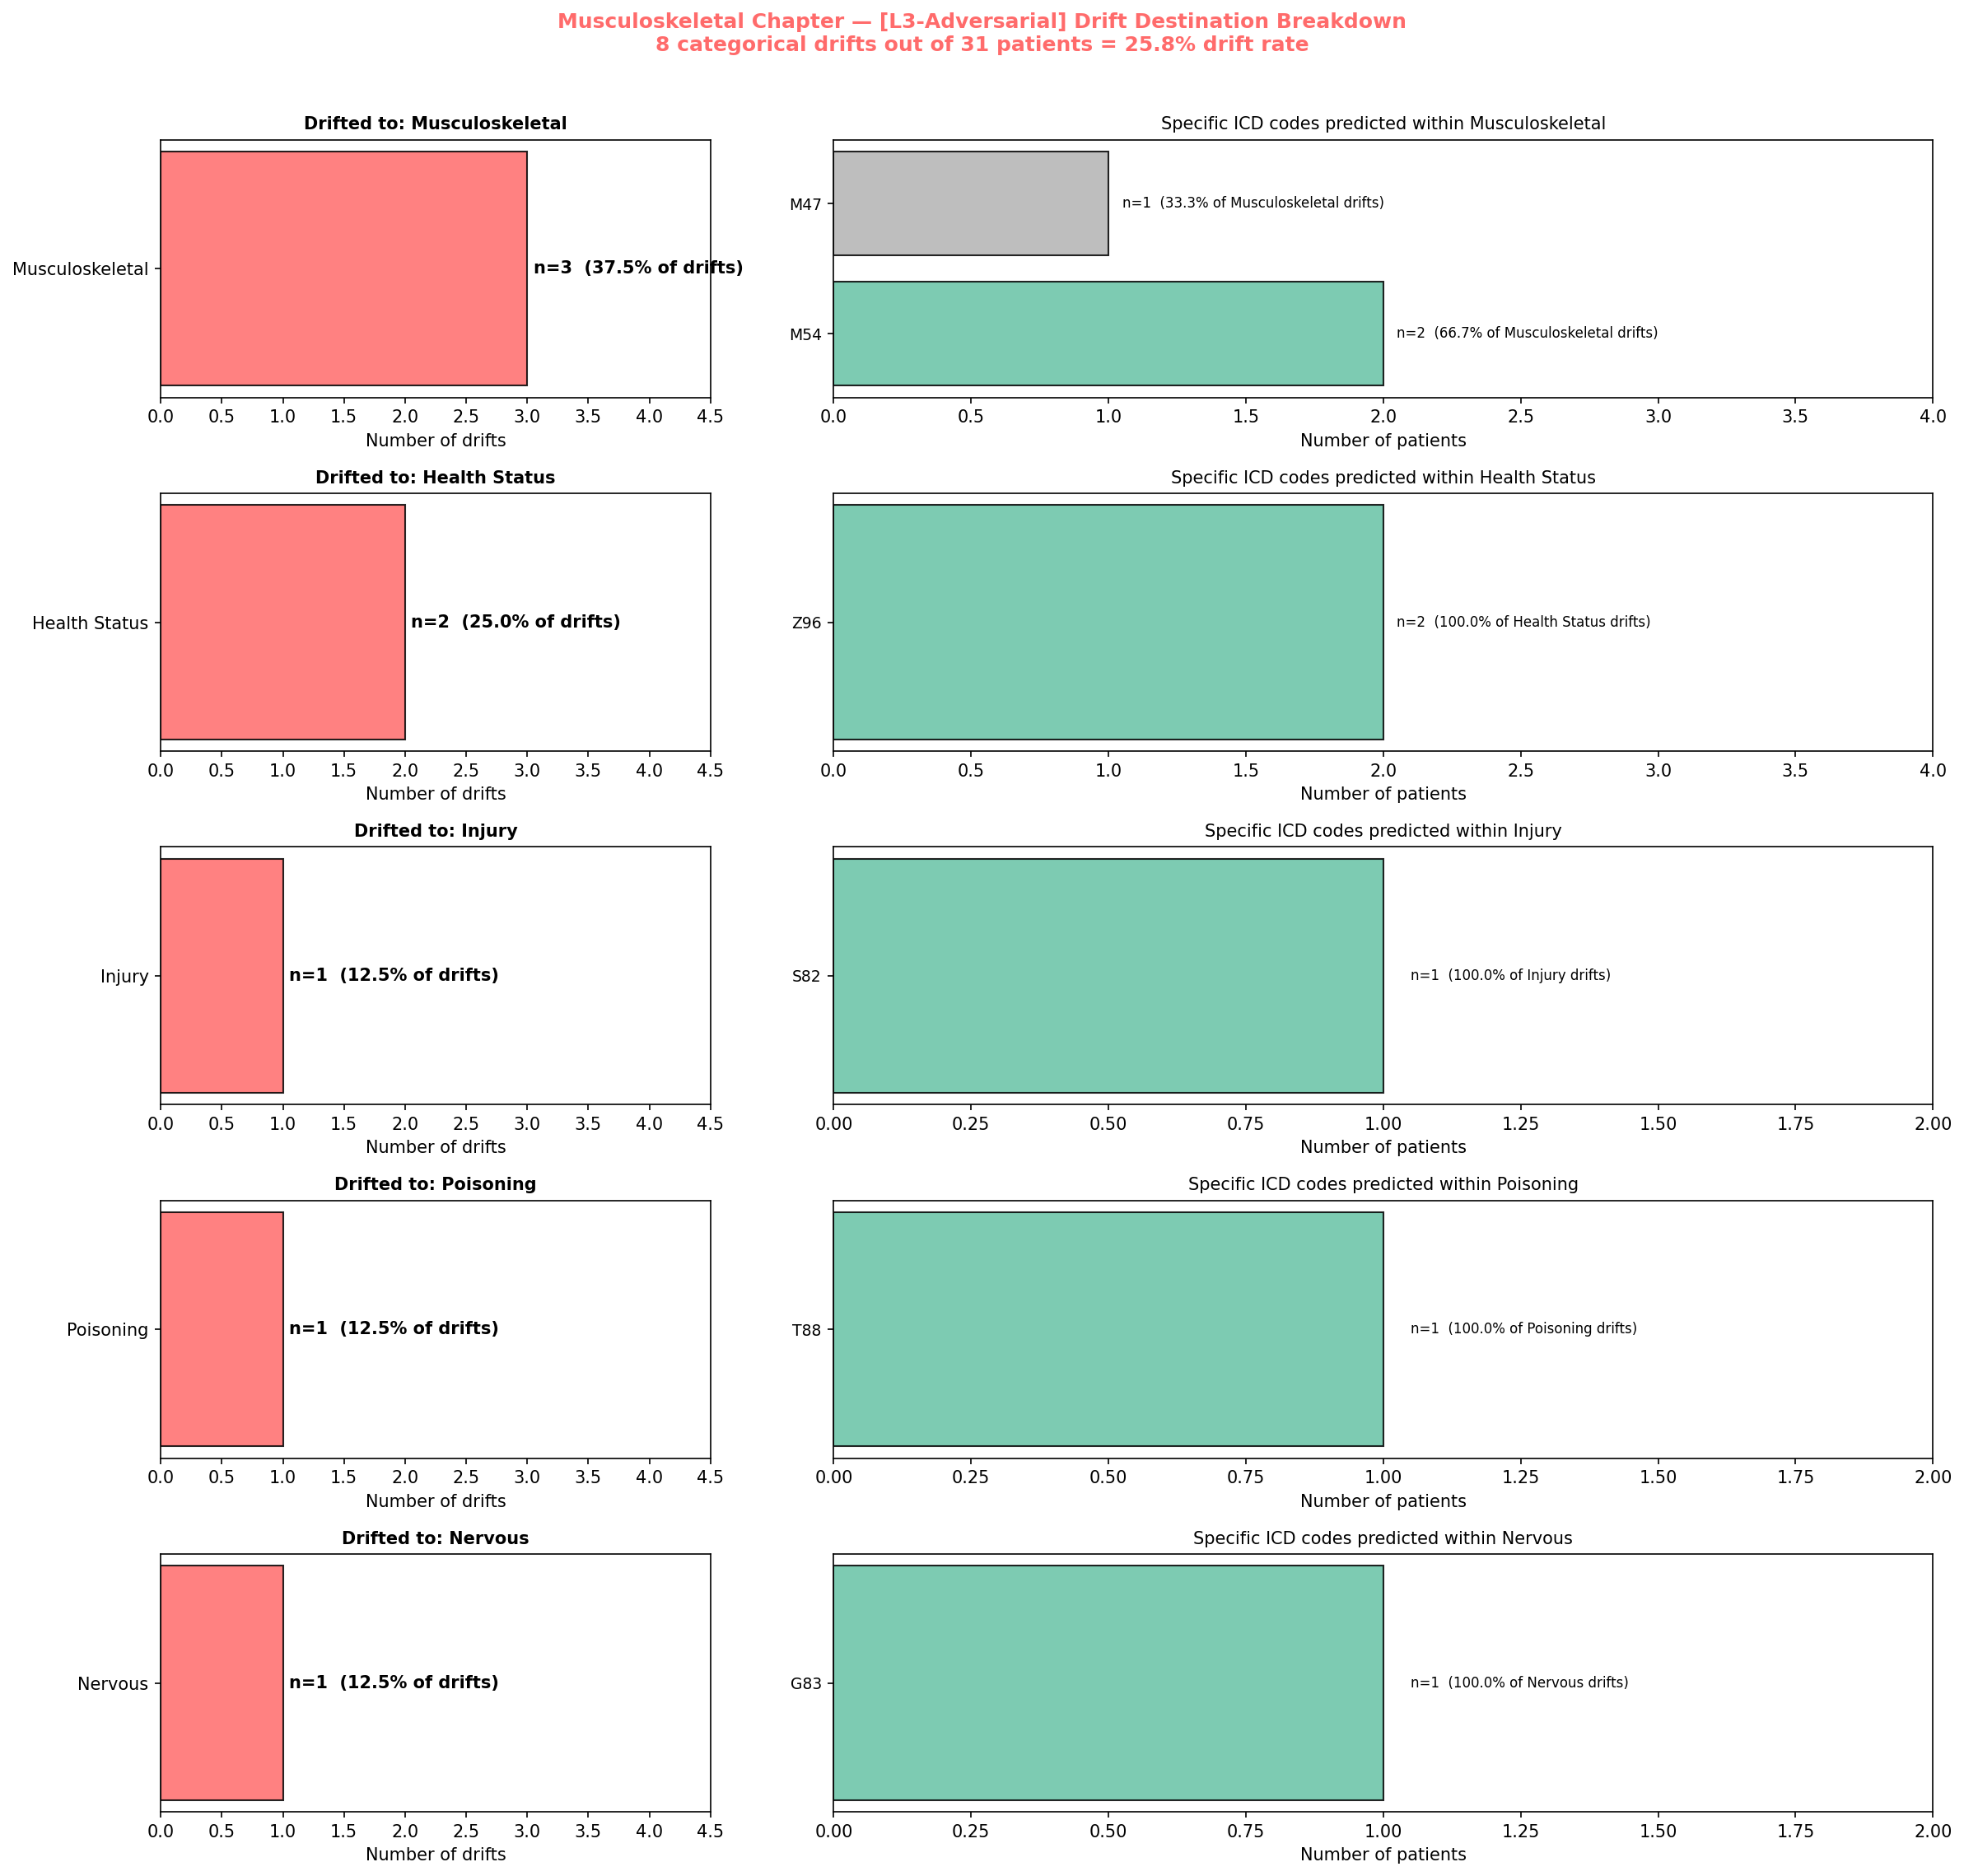 Musculoskeletal Chapter — [L3-Adversarial] Drift Destination Breakdown
8 categorical drifts out of 31 patients = 25.8% drift rate
Drifted to: Musculoskeletal
Musculoskeletal
n=3 (37.5% of drifts)
0.0 0.5 1.0 1.5 2.0 2.5 3.0 3.5 4.0 4.5
Number of drifts
Specific ICD codes predicted within Musculoskeletal
M47
n=1 (33.3% of Musculoskeletal drifts)
M54
n=2 (66.7% of Musculoskeletal drifts)
0.0 0.5 1.0 1.5 2.0 2.5 3.0 3.5 4.0
Number of patients
Drifted to: Health Status
Health Status
n=2 (25.0% of drifts)
0.0 0.5 1.0 1.5 2.0 2.5 3.0 3.5 4.0 4.5
Number of drifts
Specific ICD codes predicted within Health Status
Z96
n=2 (100.0% of Health Status drifts)
0.0 0.5 1.0 1.5 2.0 2.5 3.0 3.5 4.0
Number of patients
Drifted to: Injury
Injury
n=1 (12.5% of drifts)
0.0 0.5 1.0 1.5 2.0 2.5 3.0 3.5 4.0 4.5
Number of drifts
Specific ICD codes predicted within Injury
S82
n=1 (100.0% of Injury drifts)
0.00 0.25 0.50 0.75 1.00 1.25 1.50 1.75 2.00
Number of patients
Drifted to: Poisoning
Poisoning
n=1 (12.5% of drifts)
0.0 0.5 1.0 1.5 2.0 2.5 3.0 3.5 4.0 4.5
Number of drifts
Specific ICD codes predicted within Poisoning
T88
n=1 (100.0% of Poisoning drifts)
0.00 0.25 0.50 0.75 1.00 1.25 1.50 1.75 2.00
Number of patients
Drifted to: Nervous
Nervous
n=1 (12.5% of drifts)
0.0 0.5 1.0 1.5 2.0 2.5 3.0 3.5 4.0 4.5
Number of drifts
Specific ICD codes predicted within Nervous
G83
n=1 (100.0% of Nervous drifts)
0.00 0.25 0.50 0.75 1.00 1.25 1.50 1.75 2.00
Number of patients